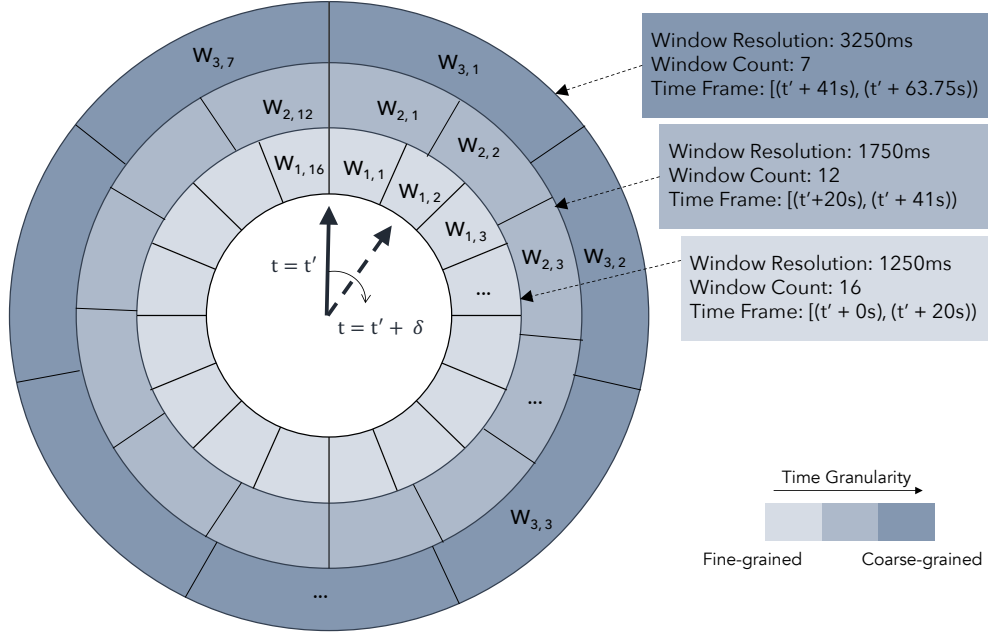 W3,7
W3,1
Window Resolution: 3250ms
Window Count: 7
Time Frame: [(t′ + 41s), (t′ + 63.75s))
W2,12
W2,1
W2,2
Window Resolution: 1750ms
Window Count: 12
Time Frame: [(t′+20s), (t′ + 41s))
W1,16
W1,1
W1,2
W1,3
W2,3
W3,2
Window Resolution: 1250ms
Window Count: 16
Time Frame: [(t′ + 0s), (t′ + 20s))
...
t = t′
t = t′ + δ
...
W3,3
...
Time Granularity
Fine-grained
Coarse-grained